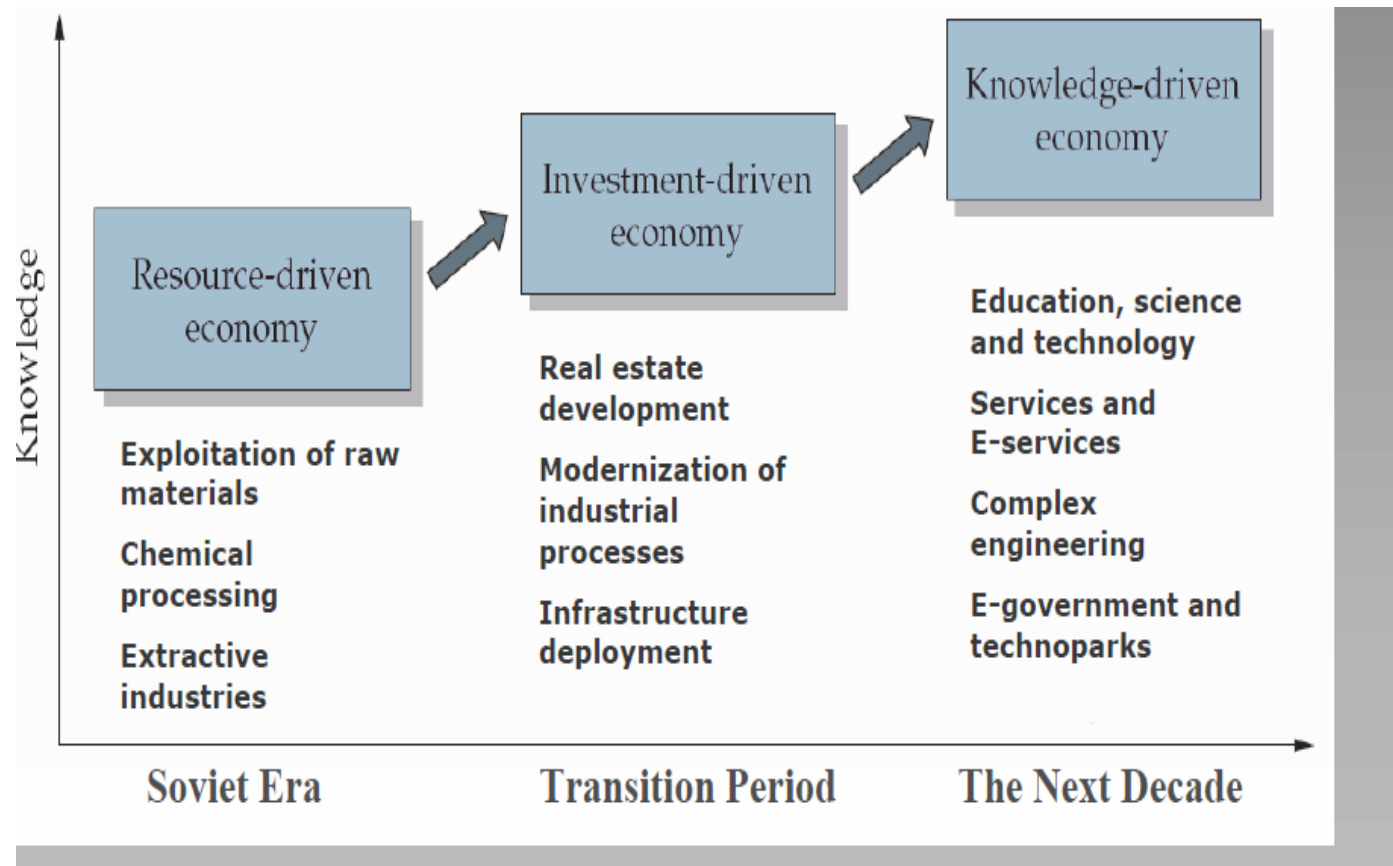 Knowledge
Resource-driven
economy
Exploitation of raw
materials
Chemical
processing
Extractive
industries
Soviet Era
Investment-driven
economy
Real estate
development
Modernization of
industrial
processes
Infrastructure
deployment
Transition Period
Knowledge-driven
economy
Education, science
and technology
Services and
E-services
Complex
engineering
E-government and
technoparks
The Next Decade